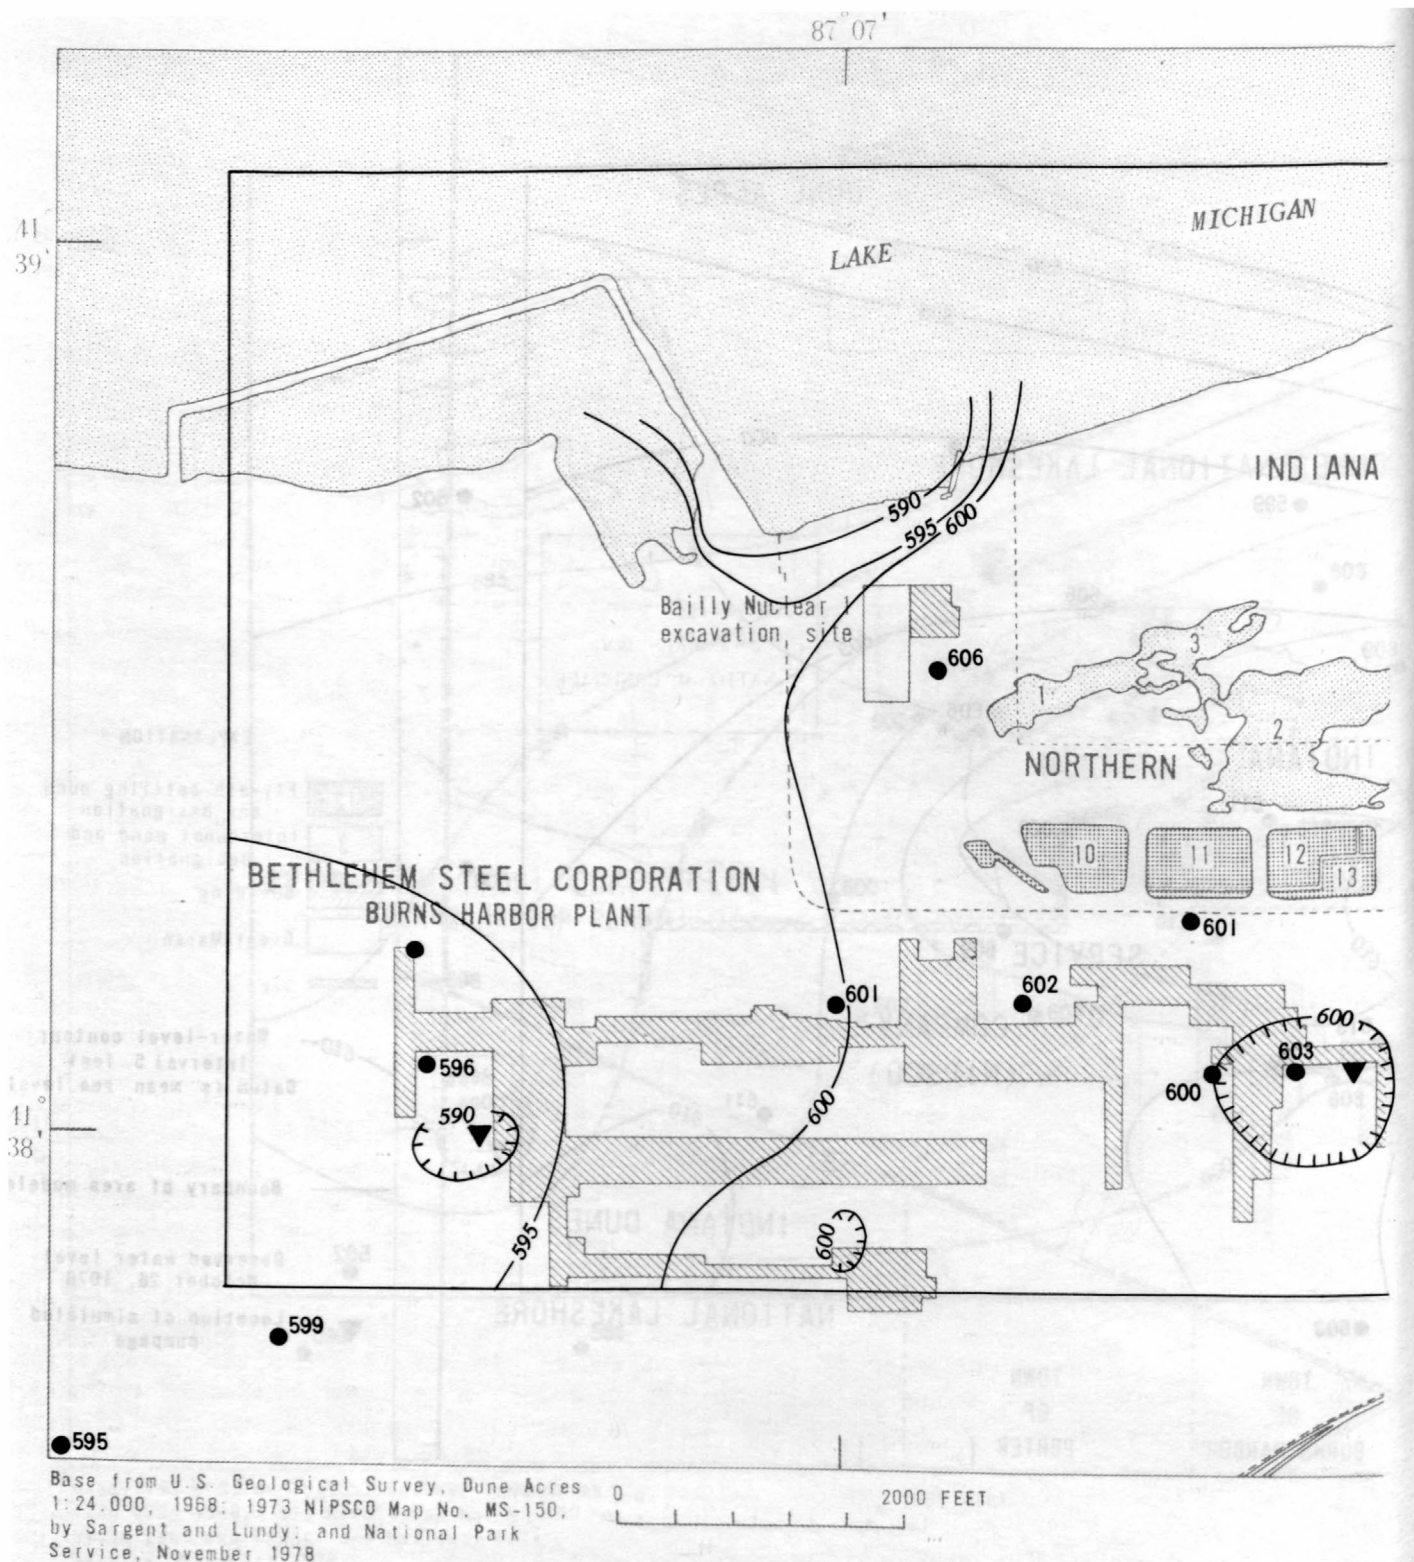 87°07'
41
39'
LAKE
MICHIGAN
INDIANA
590
595
600
Bailly Nuclear 1
excavation site
606
1
3
2
NORTHERN
10
11
12
13
BETHLEHEM STEEL CORPORATION
BURNS HARBOR PLANT
601
601
602
596
590
600
603
600
600
41°
38'
595
600
599
595
Base from U.S. Geological Survey, Dune Acres
1:24.000, 1968; 1973 NIPSCO Map No. MS-150,
by Sargent and Lundy; and National Park
Service, November 1978
0
2000 FEET